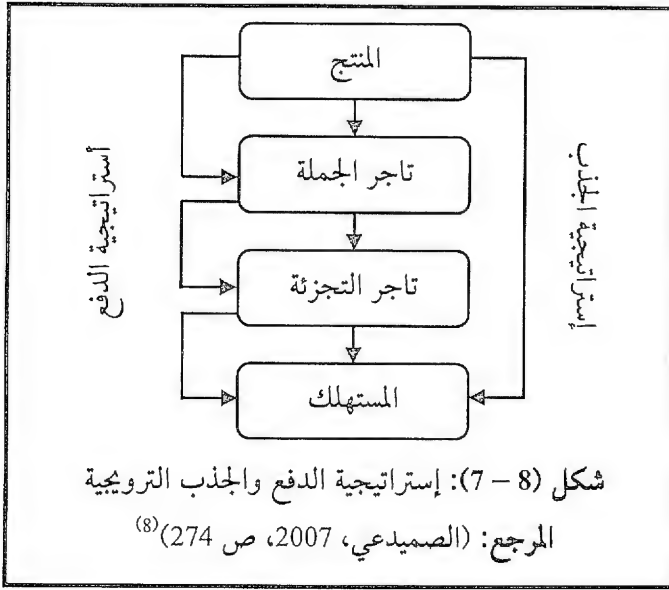 المنتج
تاجر الجملة
تاجر التجزئة
المستهلك
إستراتيجية الجذب
أستراتيجية الدفع
شكل (8 – 7): إستراتيجية الدفع والجذب الترويجية
المرجع: (الصميدعي، 2007، ص 274)(8)